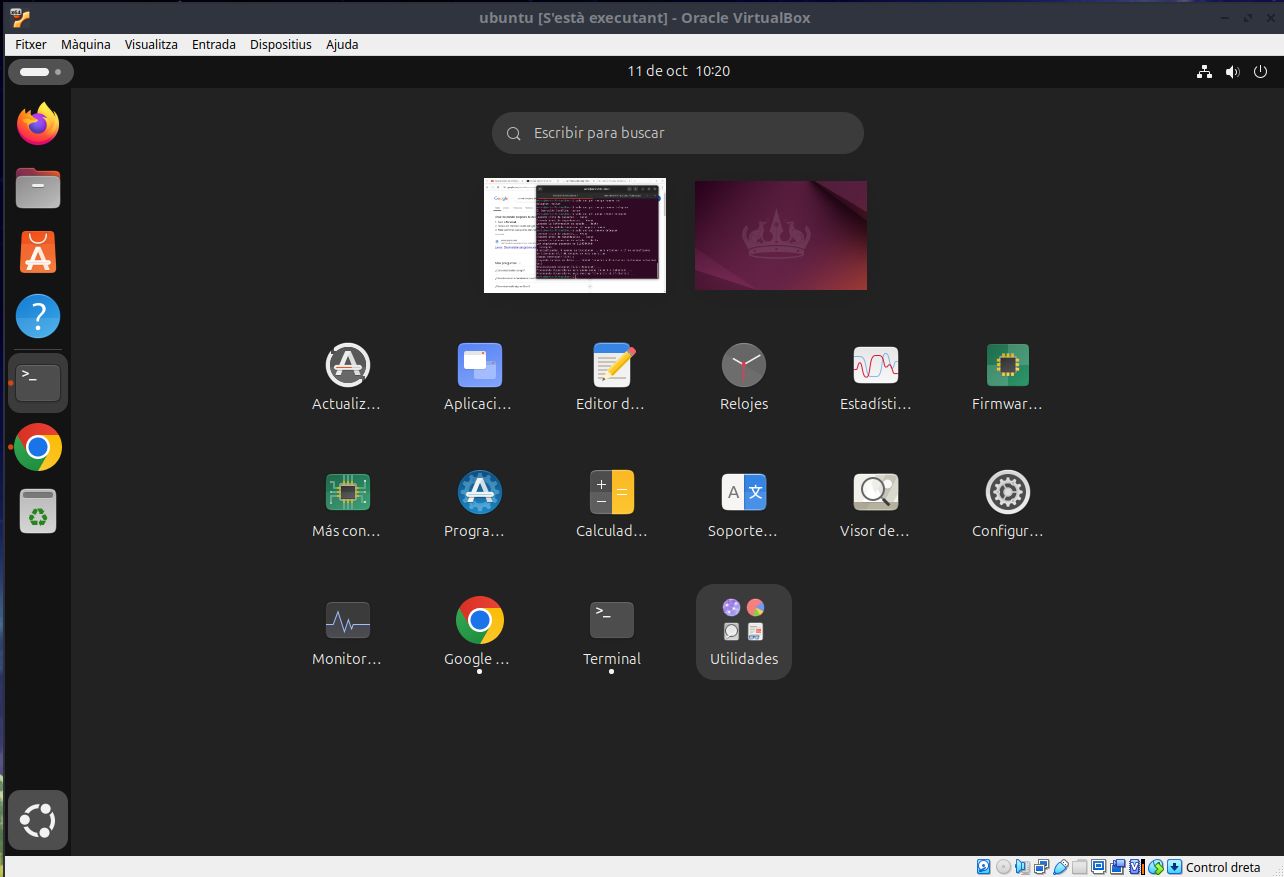 ubuntu [S'està executant] - Oracle VirtualBox
Fitxer Màquina Visualitza Entrada Dispositius Ajuda
11 de oct 10:20
Escribir para buscar
Google
Actualiz... Aplicaci... Editor d... Relojes Estadísti... Firmwar...
Más con... Progra... Calculad... Soporte... Visor de... Configur...
Monitor... Google ... Terminal Utilidades
Control dreta